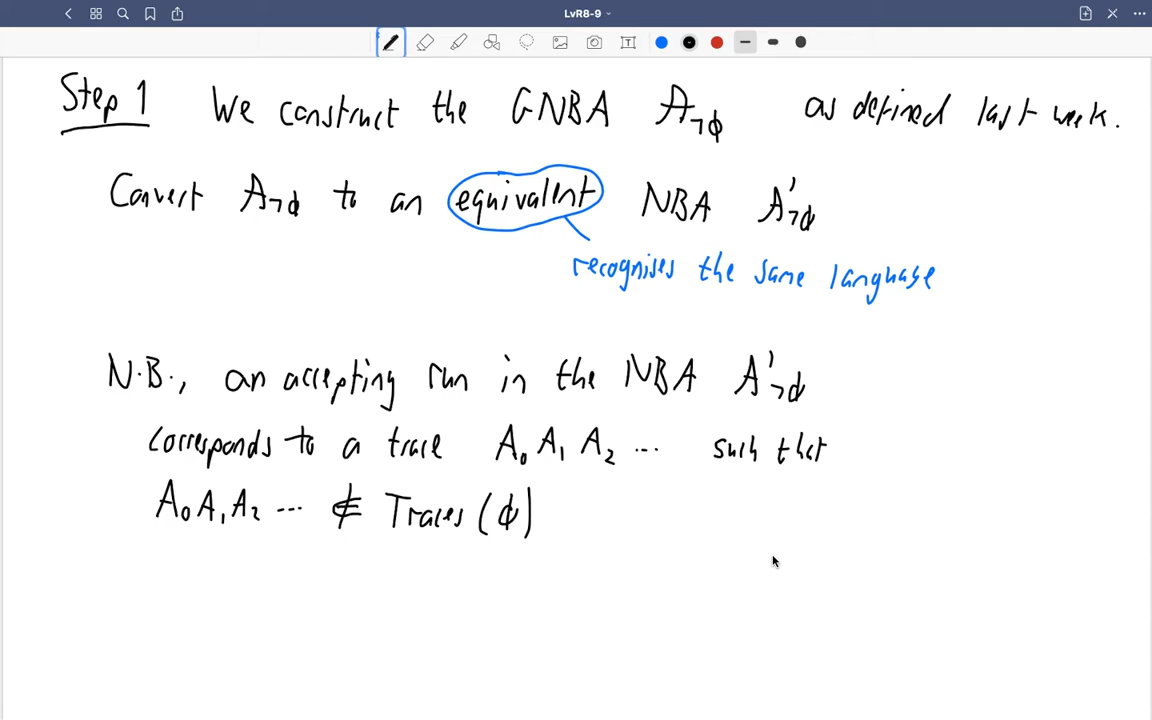 LvR8-9
Step 1 We construct the GNBA A¬φ as defined last week.
Convert A¬φ to an equivalent NBA A'¬φ
recognises the same language
N.B., an accepting run in the NBA A'¬φ
corresponds to a trace A₀ A₁ A₂ ... such that
A₀ A₁ A₂ ... ∉ Traces (φ)